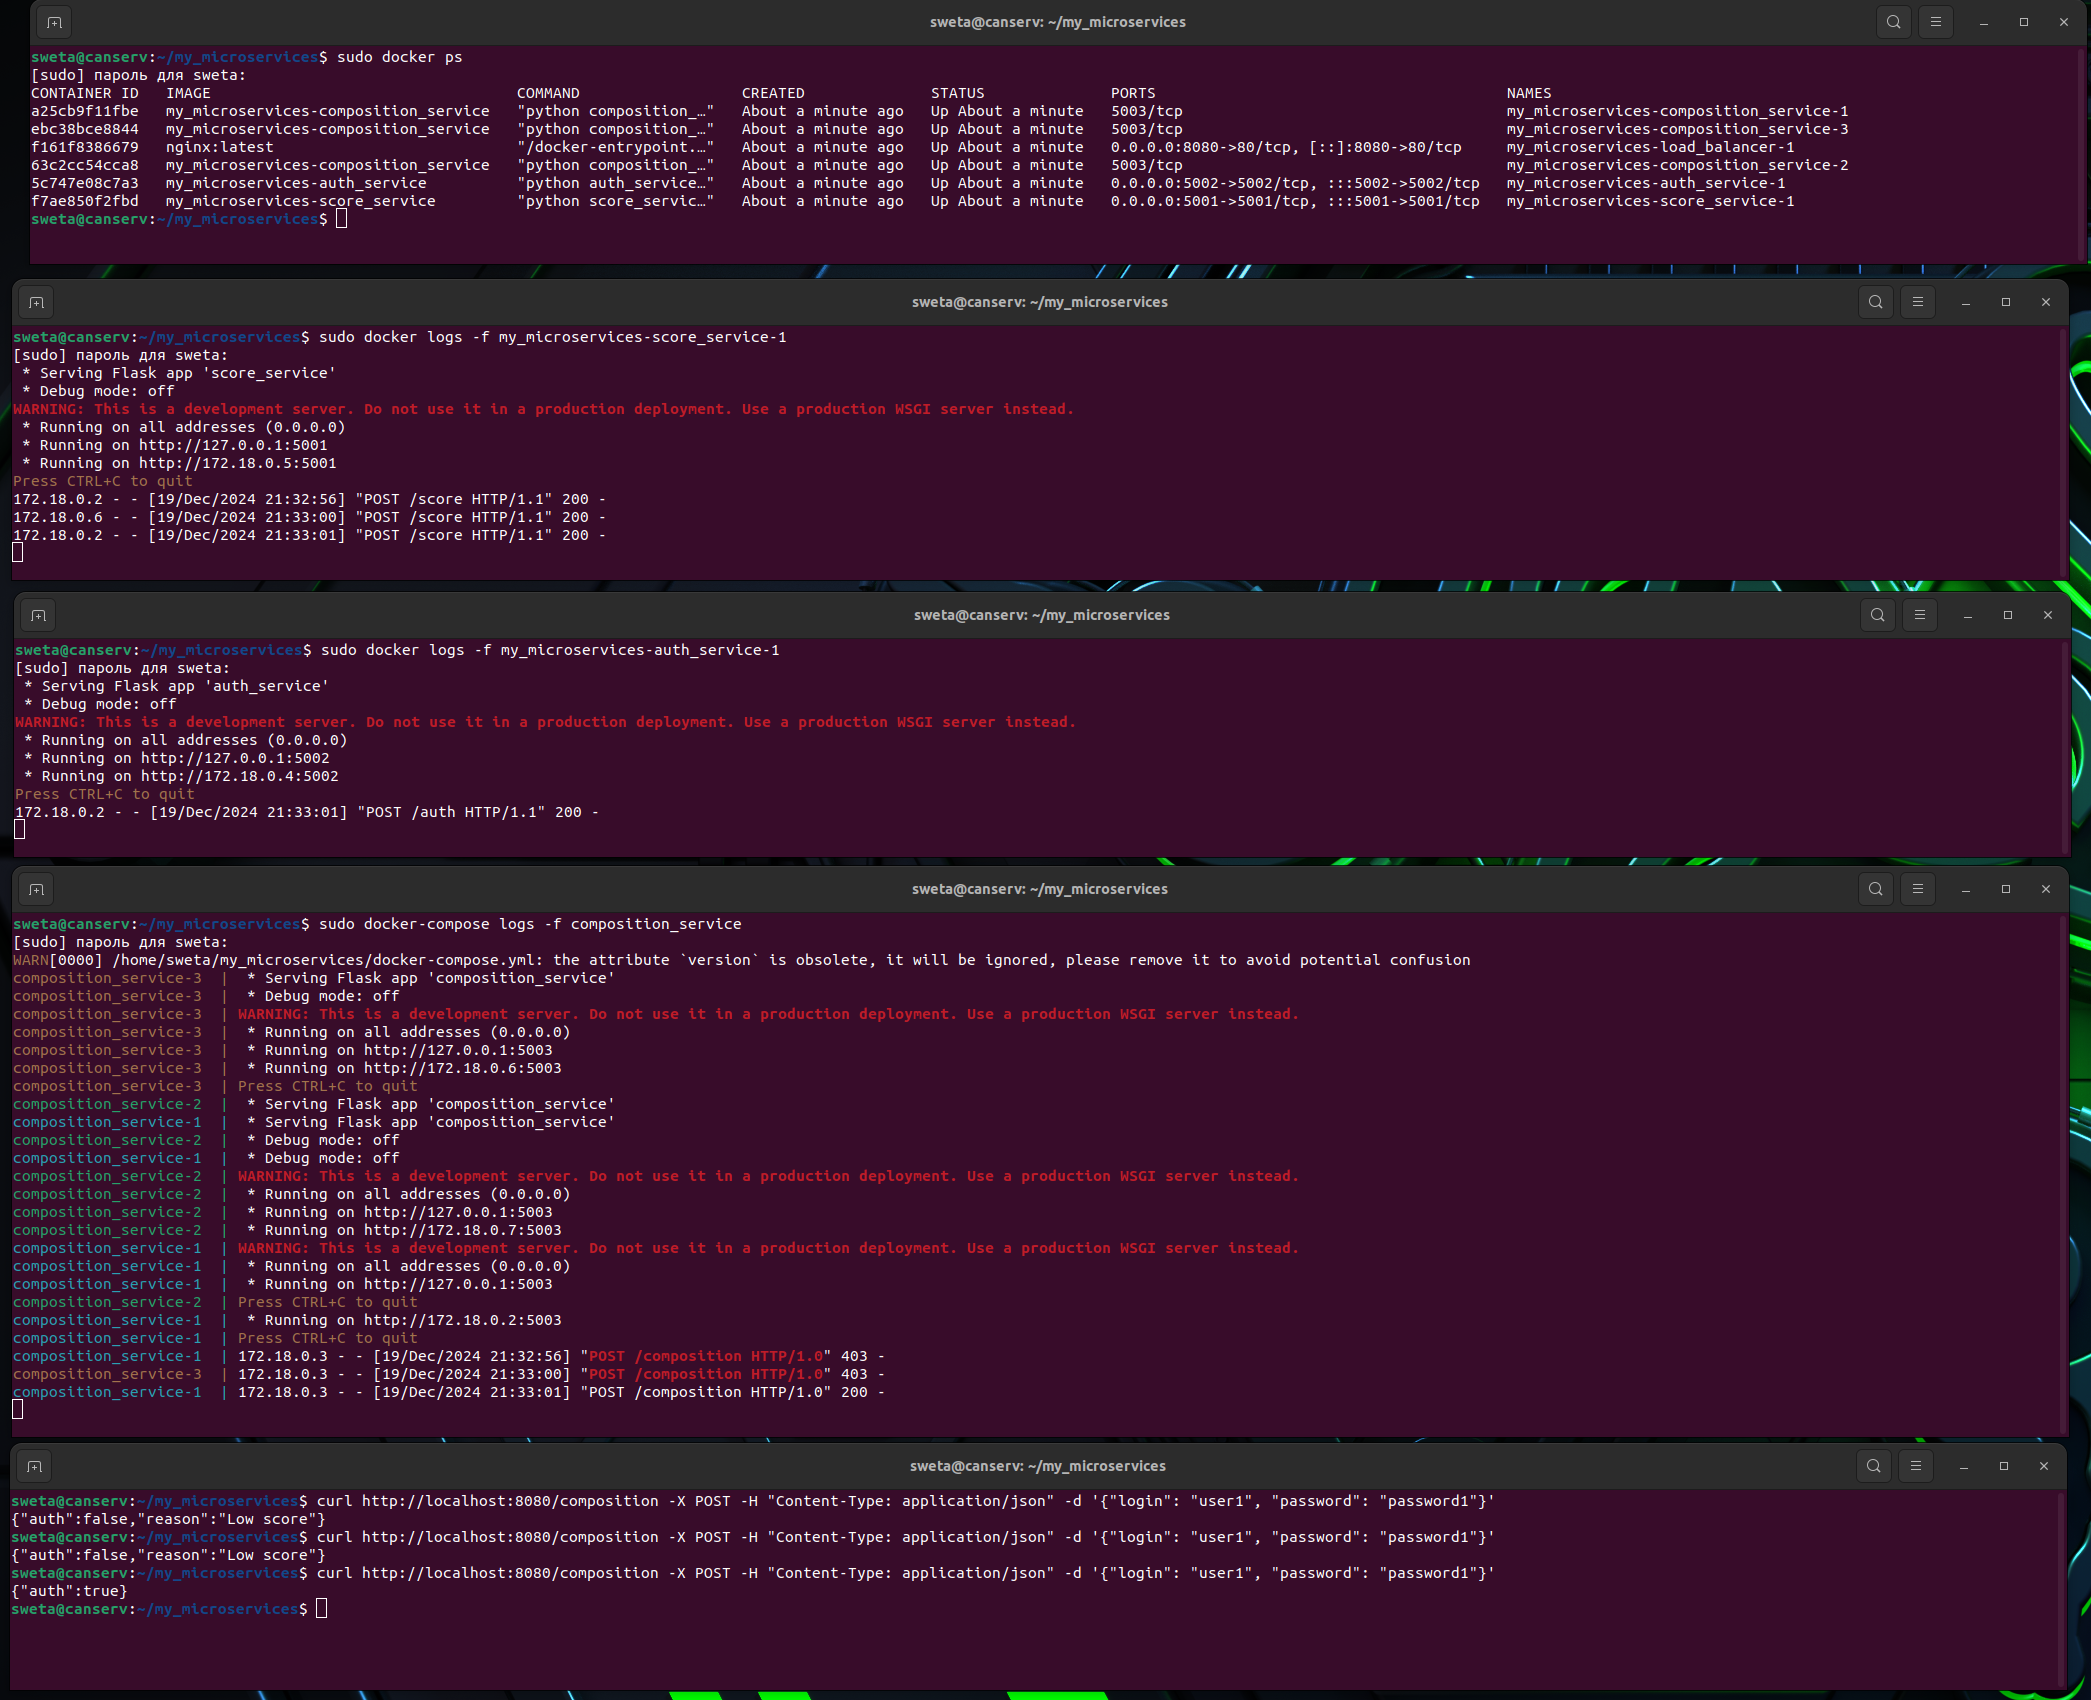 sweta@canserv: ~/my_microservices
sweta@canserv:~/my_microservices$ sudo docker ps
[sudo] пароль для sweta:
CONTAINER ID   IMAGE                                COMMAND                  CREATED              STATUS              PORTS                                       NAMES
a25cb9f11fbe   my_microservices-composition_service   "python composition_…"   About a minute ago   Up About a minute   5003/tcp                                    my_microservices-composition_service-1
ebc38bce8844   my_microservices-composition_service   "python composition_…"   About a minute ago   Up About a minute   5003/tcp                                    my_microservices-composition_service-3
f161f8386679   nginx:latest                           "/docker-entrypoint.…"   About a minute ago   Up About a minute   0.0.0.0:8080->80/tcp, [::]:8080->80/tcp     my_microservices-load_balancer-1
63c2cc54cca8   my_microservices-composition_service   "python composition_…"   About a minute ago   Up About a minute   5003/tcp                                    my_microservices-composition_service-2
5c747e08c7a3   my_microservices-auth_service          "python auth_service…"   About a minute ago   Up About a minute   0.0.0.0:5002->5002/tcp, :::5002->5002/tcp   my_microservices-auth_service-1
f7ae850f2fbd   my_microservices-score_service         "python score_servic…"   About a minute ago   Up About a minute   0.0.0.0:5001->5001/tcp, :::5001->5001/tcp   my_microservices-score_service-1
sweta@canserv:~/my_microservices$
sweta@canserv: ~/my_microservices
sweta@canserv:~/my_microservices$ sudo docker logs -f my_microservices-score_service-1
[sudo] пароль для sweta:
 * Serving Flask app 'score_service'
 * Debug mode: off
WARNING: This is a development server. Do not use it in a production deployment. Use a production WSGI server instead.
 * Running on all addresses (0.0.0.0)
 * Running on http://127.0.0.1:5001
 * Running on http://172.18.0.5:5001
Press CTRL+C to quit
172.18.0.2 - - [19/Dec/2024 21:32:56] "POST /score HTTP/1.1" 200 -
172.18.0.6 - - [19/Dec/2024 21:33:00] "POST /score HTTP/1.1" 200 -
172.18.0.2 - - [19/Dec/2024 21:33:01] "POST /score HTTP/1.1" 200 -
sweta@canserv: ~/my_microservices
sweta@canserv:~/my_microservices$ sudo docker logs -f my_microservices-auth_service-1
[sudo] пароль для sweta:
 * Serving Flask app 'auth_service'
 * Debug mode: off
WARNING: This is a development server. Do not use it in a production deployment. Use a production WSGI server instead.
 * Running on all addresses (0.0.0.0)
 * Running on http://127.0.0.1:5002
 * Running on http://172.18.0.4:5002
Press CTRL+C to quit
172.18.0.2 - - [19/Dec/2024 21:33:01] "POST /auth HTTP/1.1" 200 -
sweta@canserv: ~/my_microservices
sweta@canserv:~/my_microservices$ sudo docker-compose logs -f composition_service
[sudo] пароль для sweta:
WARN[0000] /home/sweta/my_microservices/docker-compose.yml: the attribute `version` is obsolete, it will be ignored, please remove it to avoid potential confusion
composition_service-3  |  * Serving Flask app 'composition_service'
composition_service-3  |  * Debug mode: off
composition_service-3  | WARNING: This is a development server. Do not use it in a production deployment. Use a production WSGI server instead.
composition_service-3  |  * Running on all addresses (0.0.0.0)
composition_service-3  |  * Running on http://127.0.0.1:5003
composition_service-3  |  * Running on http://172.18.0.6:5003
composition_service-3  | Press CTRL+C to quit
composition_service-2  |  * Serving Flask app 'composition_service'
composition_service-1  |  * Serving Flask app 'composition_service'
composition_service-2  |  * Debug mode: off
composition_service-1  |  * Debug mode: off
composition_service-2  | WARNING: This is a development server. Do not use it in a production deployment. Use a production WSGI server instead.
composition_service-2  |  * Running on all addresses (0.0.0.0)
composition_service-2  |  * Running on http://127.0.0.1:5003
composition_service-2  |  * Running on http://172.18.0.7:5003
composition_service-1  | WARNING: This is a development server. Do not use it in a production deployment. Use a production WSGI server instead.
composition_service-1  |  * Running on all addresses (0.0.0.0)
composition_service-1  |  * Running on http://127.0.0.1:5003
composition_service-2  | Press CTRL+C to quit
composition_service-1  |  * Running on http://172.18.0.2:5003
composition_service-1  | Press CTRL+C to quit
composition_service-1  | 172.18.0.3 - - [19/Dec/2024 21:32:56] "POST /composition HTTP/1.0" 403 -
composition_service-3  | 172.18.0.3 - - [19/Dec/2024 21:33:00] "POST /composition HTTP/1.0" 403 -
composition_service-1  | 172.18.0.3 - - [19/Dec/2024 21:33:01] "POST /composition HTTP/1.0" 200 -
sweta@canserv: ~/my_microservices
sweta@canserv:~/my_microservices$ curl http://localhost:8080/composition -X POST -H "Content-Type: application/json" -d '{"login": "user1", "password": "password1"}'
{"auth":false,"reason":"Low score"}
sweta@canserv:~/my_microservices$ curl http://localhost:8080/composition -X POST -H "Content-Type: application/json" -d '{"login": "user1", "password": "password1"}'
{"auth":false,"reason":"Low score"}
sweta@canserv:~/my_microservices$ curl http://localhost:8080/composition -X POST -H "Content-Type: application/json" -d '{"login": "user1", "password": "password1"}'
{"auth":true}
sweta@canserv:~/my_microservices$